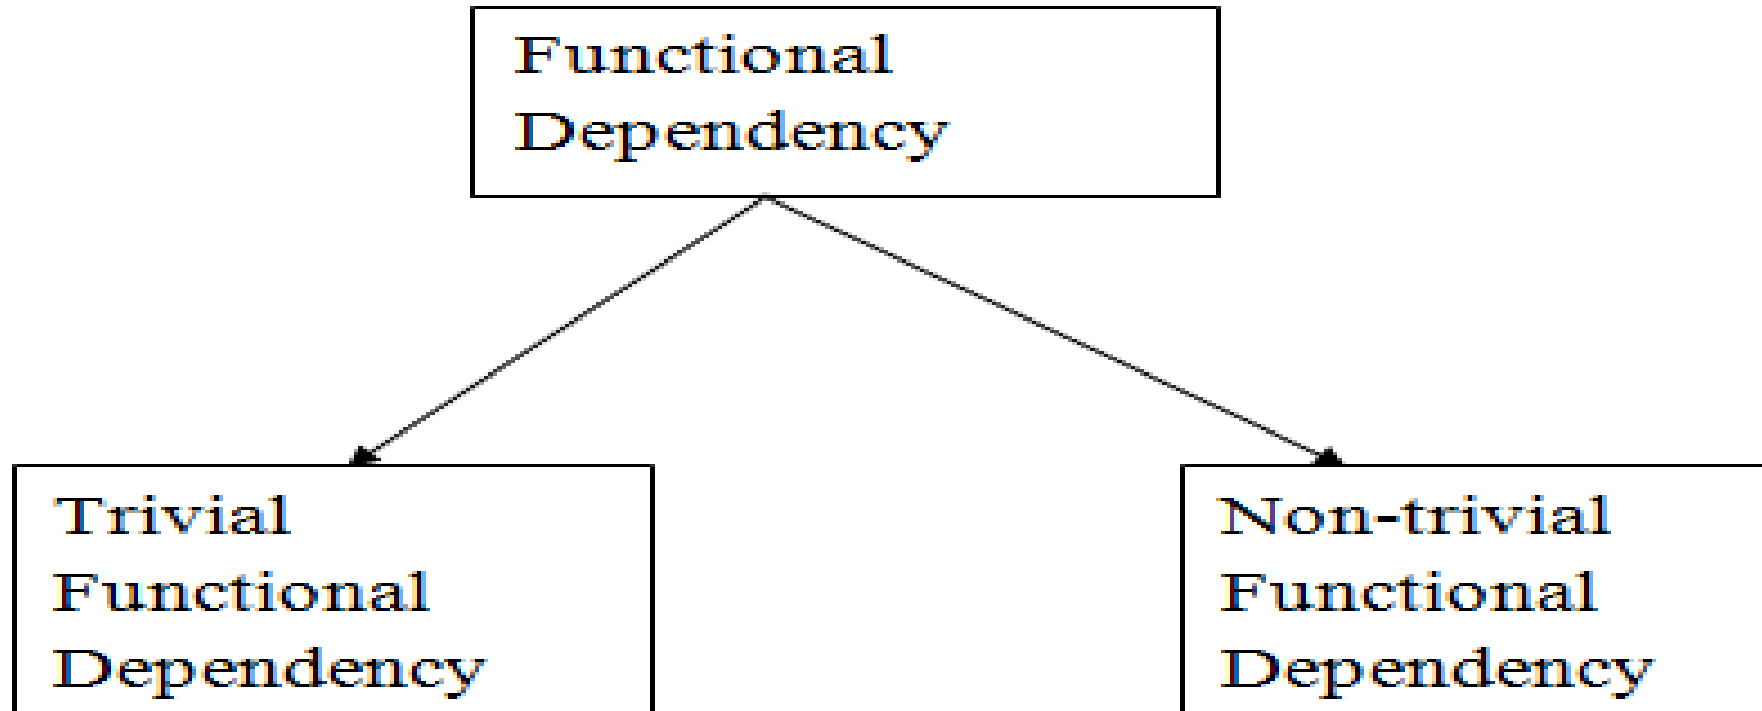 Functional
Dependency
Trivial
Functional
Dependency
Non-trivial
Functional
Dependency